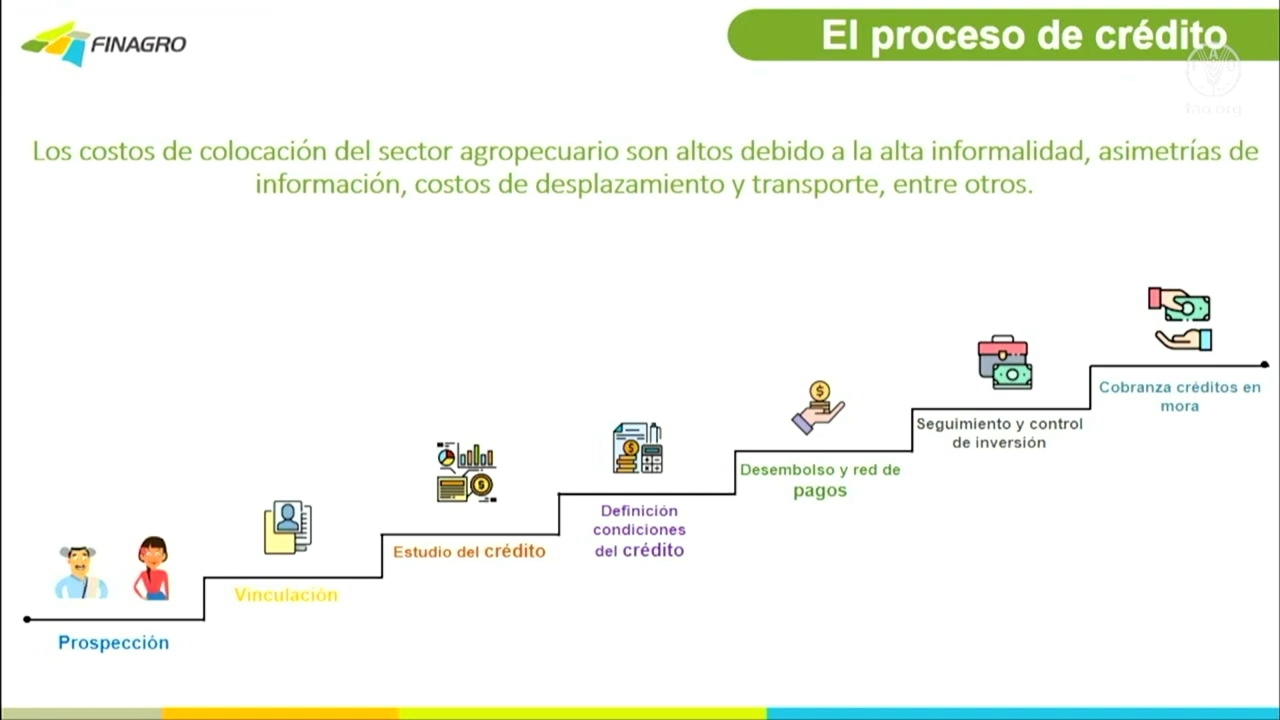 FINAGRO
El proceso de crédito
fao.org
Los costos de colocación del sector agropecuario son altos debido a la alta informalidad, asimetrías de
información, costos de desplazamiento y transporte, entre otros.
Prospección
Vinculación
Estudio del crédito
Definición
condiciones
del crédito
Desembolso y red de
pagos
Seguimiento y control
de inversión
Cobranza créditos en
mora